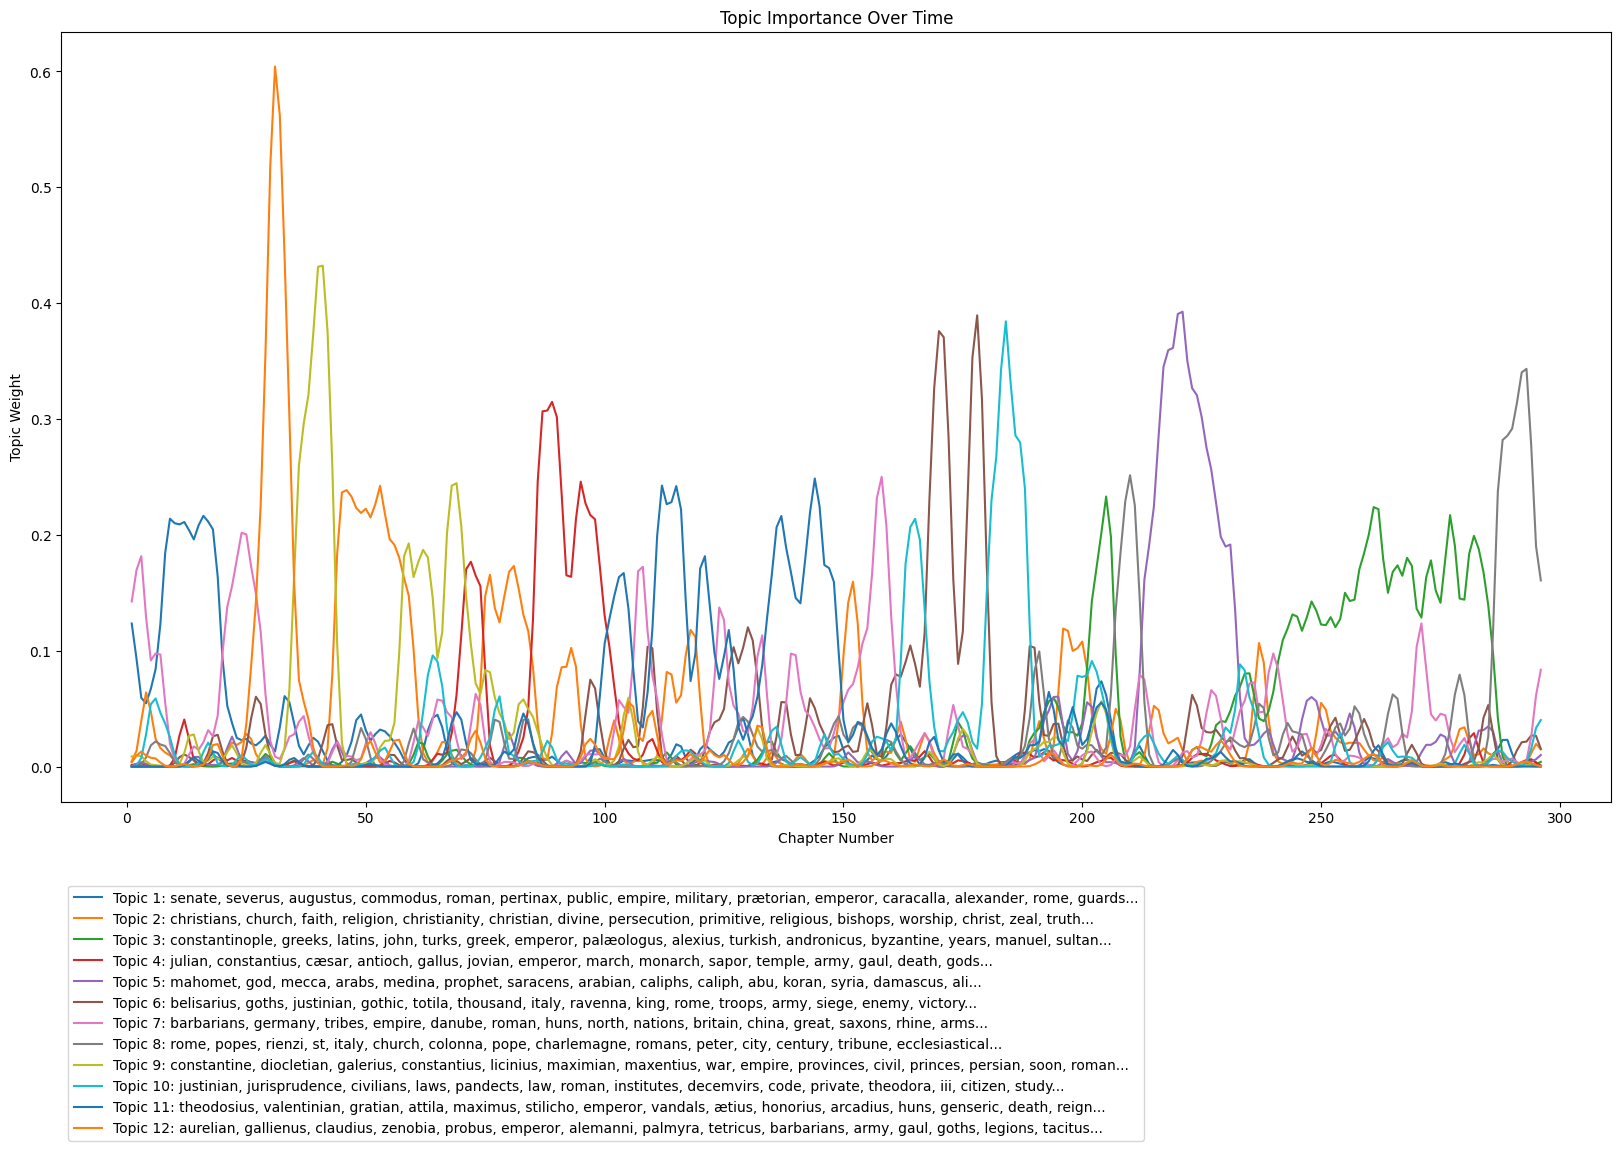 Topic Importance Over Time
0.6
0.5
0.4
0.3
0.2
0.1
0.0
Topic Weight
0 50 100 150 200 250 300
Chapter Number
Topic 1: senate, severus, augustus, commodus, roman, pertinax, public, empire, military, prætorian, emperor, caracalla, alexander, rome, guards...
Topic 2: christians, church, faith, religion, christianity, christian, divine, persecution, primitive, religious, bishops, worship, christ, zeal, truth...
Topic 3: constantinople, greeks, latins, john, turks, greek, emperor, palæologus, alexius, turkish, andronicus, byzantine, years, manuel, sultan...
Topic 4: julian, constantius, cæsar, antioch, gallus, jovian, emperor, march, monarch, sapor, temple, army, gaul, death, gods...
Topic 5: mahomet, god, mecca, arabs, medina, prophet, saracens, arabian, caliphs, caliph, abu, koran, syria, damascus, ali...
Topic 6: belisarius, goths, justinian, gothic, totila, thousand, italy, ravenna, king, rome, troops, army, siege, enemy, victory...
Topic 7: barbarians, germany, tribes, empire, danube, roman, huns, north, nations, britain, china, great, saxons, rhine, arms...
Topic 8: rome, popes, rienzi, st, italy, church, colonna, pope, charlemagne, romans, peter, city, century, tribune, ecclesiastical...
Topic 9: constantine, diocletian, galerius, constantius, licinius, maximian, maxentius, war, empire, provinces, civil, princes, persian, soon, roman...
Topic 10: justinian, jurisprudence, civilians, laws, pandects, law, roman, institutes, decemvirs, code, private, theodora, iii, citizen, study...
Topic 11: theodosius, valentinian, gratian, attila, maximus, stilicho, emperor, vandals, ætius, honorius, arcadius, huns, genseric, death, reign...
Topic 12: aurelian, gallienus, claudius, zenobia, probus, emperor, alemanni, palmyra, tetricus, barbarians, army, gaul, goths, legions, tacitus...